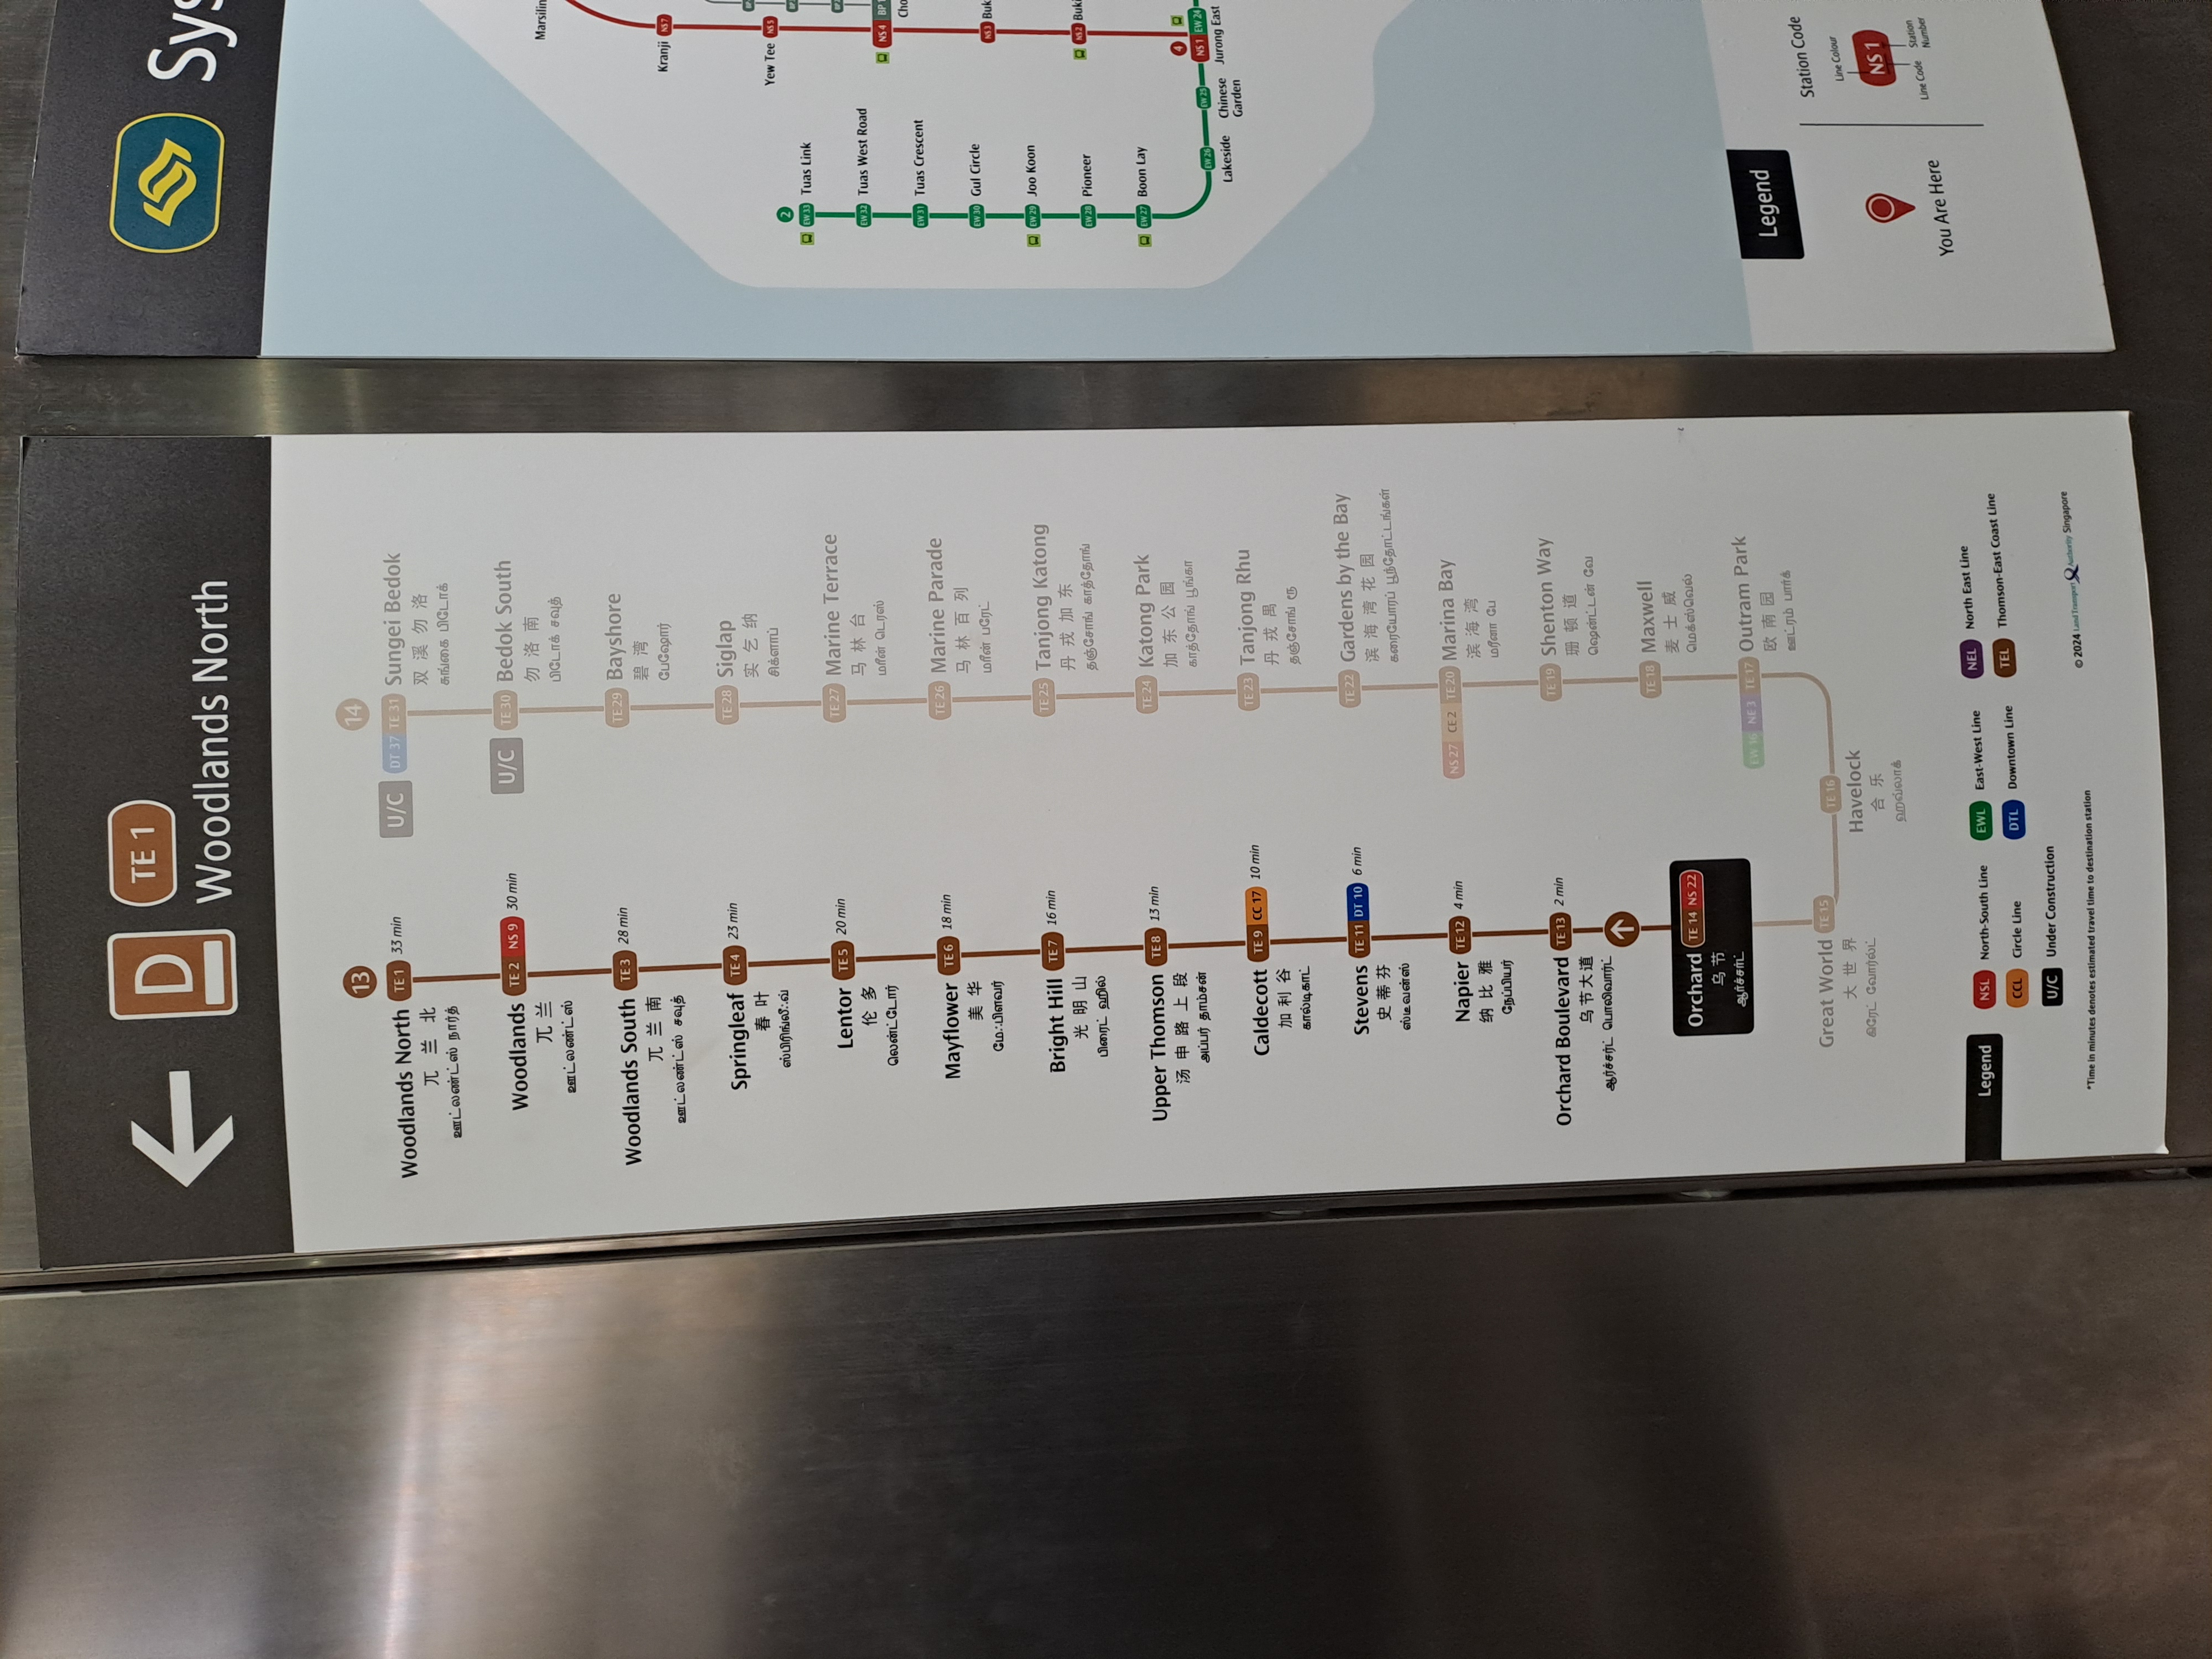 D
TE 1
Woodlands North
13
Woodlands North TE 1 33 min
兀兰北
ஊட்லண்ட்ஸ் நார்த்
Woodlands TE 2 NS 9 30 min
兀兰
ஊட்லண்ட்ஸ்
Woodlands South TE 3 28 min
兀兰南
ஊட்லண்ட்ஸ் சவுத்
Springleaf TE 4 23 min
春叶
ஸ்பிரிங்லீஃவ்
Lentor TE 5 20 min
伦多
லென்ட்டோர்
Mayflower TE 6 18 min
美华
மேஃபிளவர்
Bright Hill TE 7 16 min
光明山
பிரைட் ஹில்
Upper Thomson TE 8 13 min
汤申路上段
அப்பர் தாம்சன்
Caldecott TE 9 CC 17 10 min
加利谷
கால்டிகாட்
Stevens TE 11 DT 10 6 min
史蒂芬
ஸ்டீவன்ஸ்
Napier TE 12 4 min
纳比雅
நேப்பியர்
Orchard Boulevard TE 13 2 min
乌节大道
ஆர்ச்சர்ட் பொலிவார்ட்
Orchard TE 14 NS 22
乌节
ஆர்ச்சர்ட்
Great World TE 15
大世界
கிரேட் வோர்ல்ட்
TE 16
Havelock
合乐
ஹவ்லாக்
14
U/C DT 37 TE 31 Sungei Bedok
双溪勿洛
சுங்கை பிடோக்
U/C TE 30 Bedok South
勿洛南
பிடோக் சவுத்
TE 29 Bayshore
碧湾
பேஷோர்
TE 28 Siglap
实乞纳
சிக்ளாப்
TE 27 Marine Terrace
马林台
மரீன் டெரஸ்
TE 26 Marine Parade
马林百列
மரீன் பரேட்
TE 25 Tanjong Katong
丹戎加东
தஞ்சோங் காத்தோங்
TE 24 Katong Park
加东公园
காத்தோங் பூங்கா
TE 23 Tanjong Rhu
丹戎禺
தஞ்சோங் ரூ
TE 22 Gardens by the Bay
滨海湾花园
கரையோரப் பூந்தோட்டங்கள்
NS 27 CE 2 TE 20 Marina Bay
滨海湾
மரீனா பே
TE 19 Shenton Way
珊顿道
ஷென்ட்டன் வே
TE 18 Maxwell
麦士威
மெக்ஸ்வெல்
EW 16 NE 3 TE 17 Outram Park
欧南园
ஊட்ரம் பார்க்
Legend
NSL North-South Line
EWL East-West Line
NEL North East Line
CCL Circle Line
DTL Downtown Line
TEL Thomson-East Coast Line
U/C Under Construction
*Time in minutes denotes estimated travel time to destination station
© 2024 Land Transport Authority Singapore
Sys
Marsilin
Kranji NS 7
Yew Tee NS 5
NS 4 BP 1
Cho
NS 3 Buk
NS 2 Buki
2
EW 33 Tuas Link
EW 32 Tuas West Road
EW 31 Tuas Crescent
EW 30 Gul Circle
EW 29 Joo Koon
EW 28 Pioneer
EW 27 Boon Lay
EW 26
Lakeside
EW 25
Chinese
Garden
4
NS 1 EW 24
Jurong East
Legend
You Are Here
Station Code
Line Colour
NS 1
Line Code
Station
Number